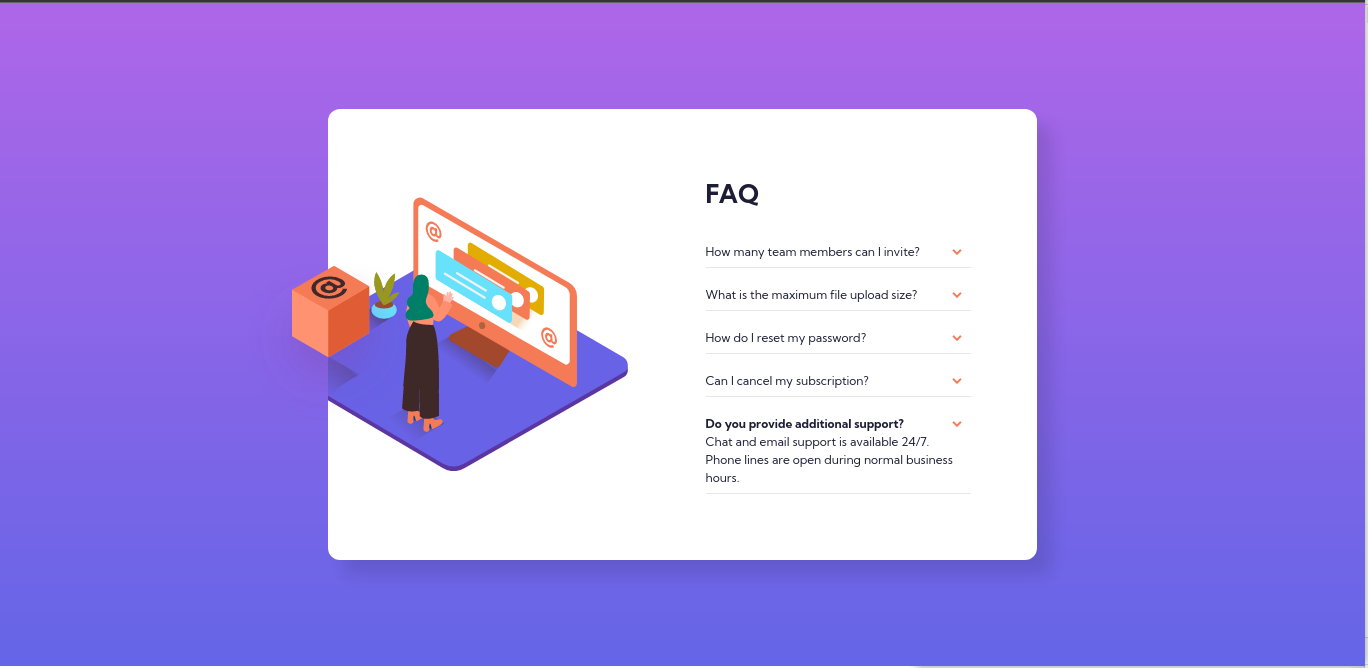 FAQ
How many team members can I invite?
What is the maximum file upload size?
How do I reset my password?
Can I cancel my subscription?
Do you provide additional support?
Chat and email support is available 24/7.
Phone lines are open during normal business
hours.
@
@
@